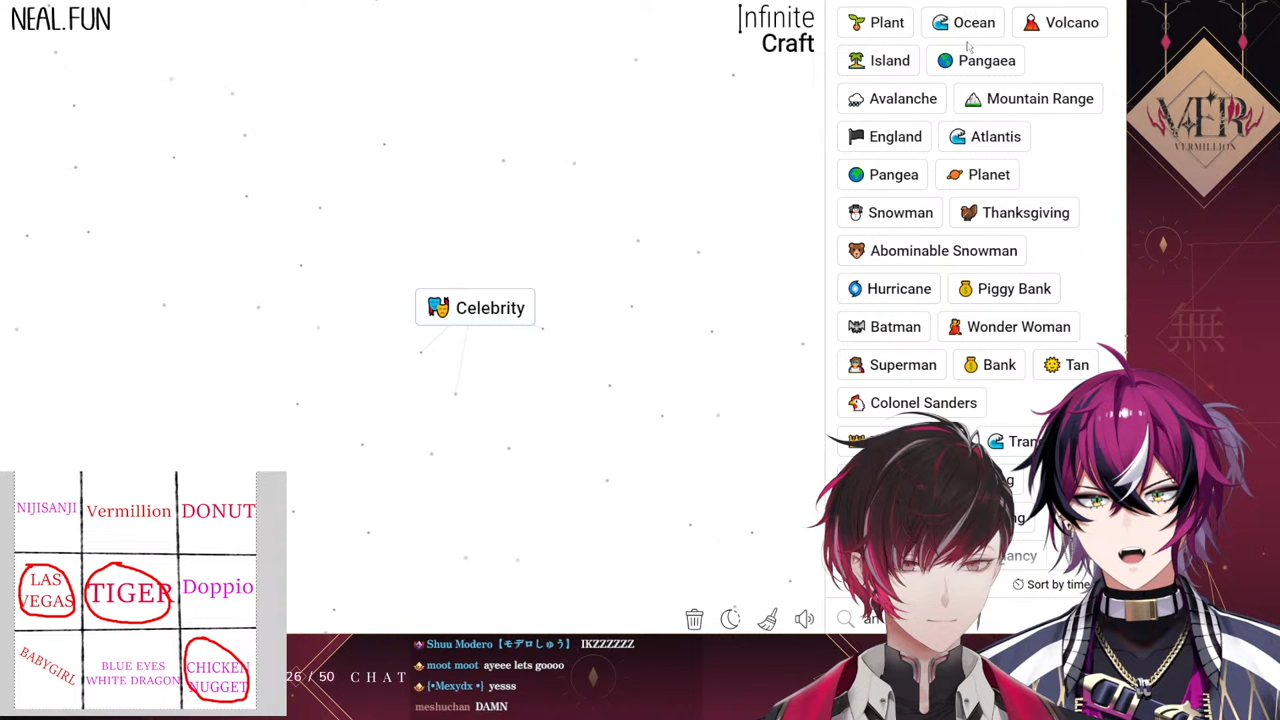 NEAL.FUN
Infinite
Craft
Plant
Ocean
Volcano
Island
Pangaea
Avalanche
Mountain Range
England
Atlantis
Pangea
Planet
Snowman
Thanksgiving
Abominable Snowman
Hurricane
Piggy Bank
Batman
Wonder Woman
Superman
Bank
Tan
Colonel Sanders
Sort by time
Celebrity
VER
VERMILLION
無
NIJISANJI
Vermillion
DONUT
LAS
VEGAS
TIGER
Doppio
BABYGIRL
BLUE EYES
WHITE DRAGON
CHICKEN
NUGGET
26 / 50
CHAT
Shuu Modero【モデロしゅう】 IKZZZZZZ
moot moot ayeee lets goooo
{•Mexydx •} yesss
meshuchan DAMN